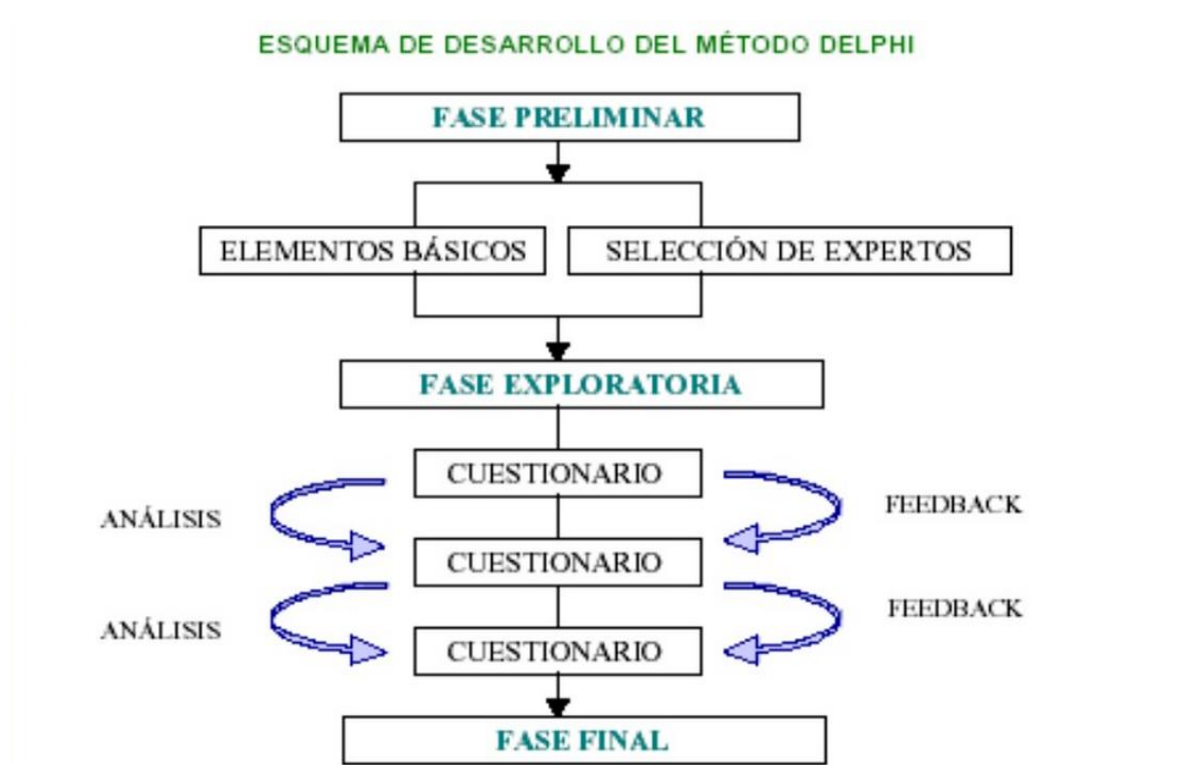 ESQUEMA DE DESARROLLO DEL MÉTODO DELPHI
FASE PRELIMINAR
ELEMENTOS BÁSICOS
SELECCIÓN DE EXPERTOS
FASE EXPLORATORIA
CUESTIONARIO
ANÁLISIS
FEEDBACK
CUESTIONARIO
ANÁLISIS
FEEDBACK
CUESTIONARIO
FASE FINAL